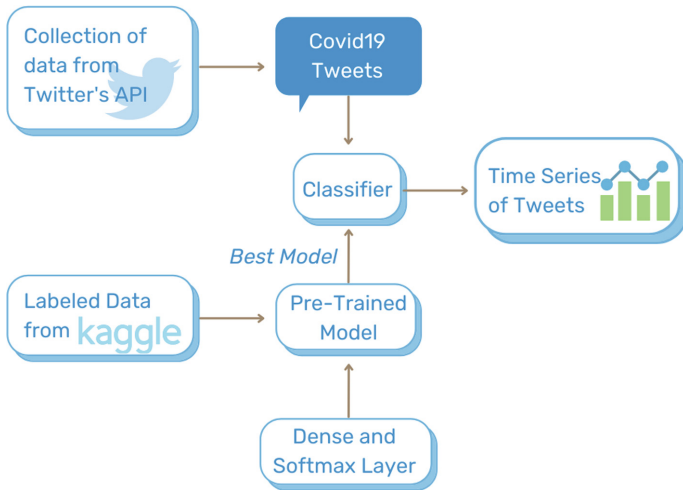 Collection of
data from
Twitter's API
Covid19
Tweets
Classifier
Time Series
of Tweets
Best Model
Labeled Data
from kaggle
Pre-Trained
Model
Dense and
Softmax Layer